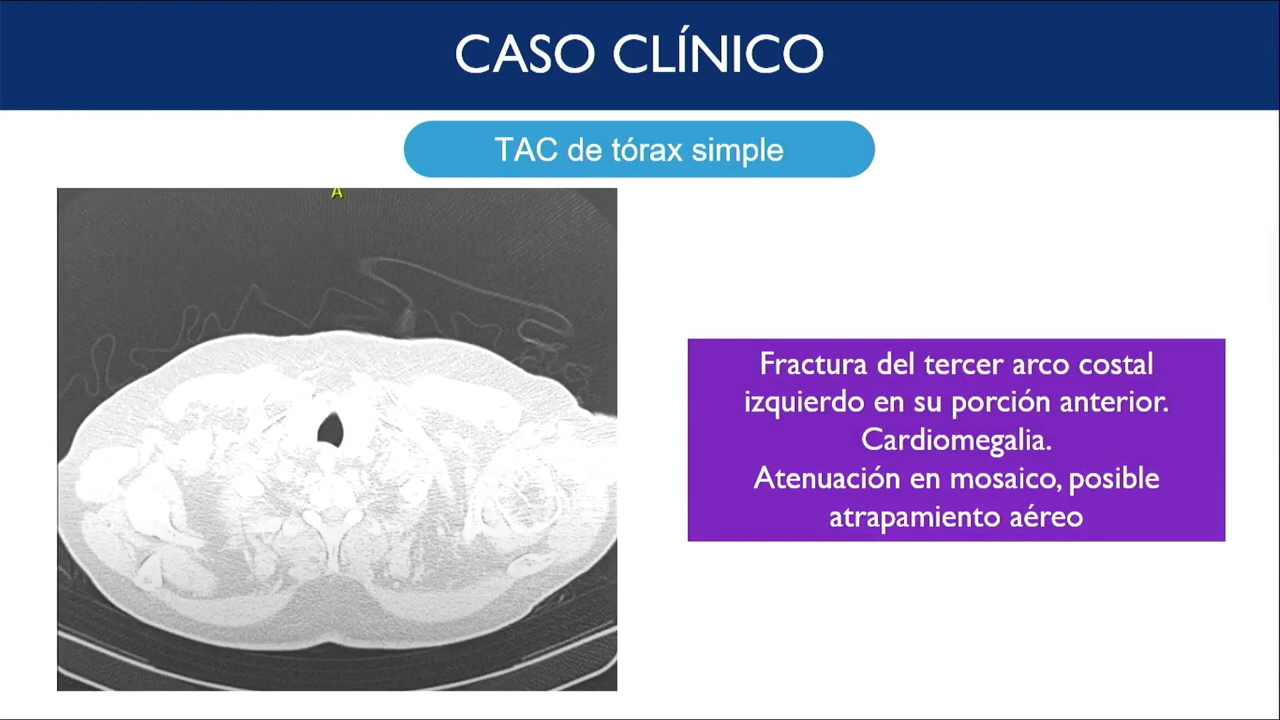 CASO CLÍNICO
TAC de tórax simple
A
Fractura del tercer arco costal
izquierdo en su porción anterior.
Cardiomegalia.
Atenuación en mosaico, posible
atrapamiento aéreo